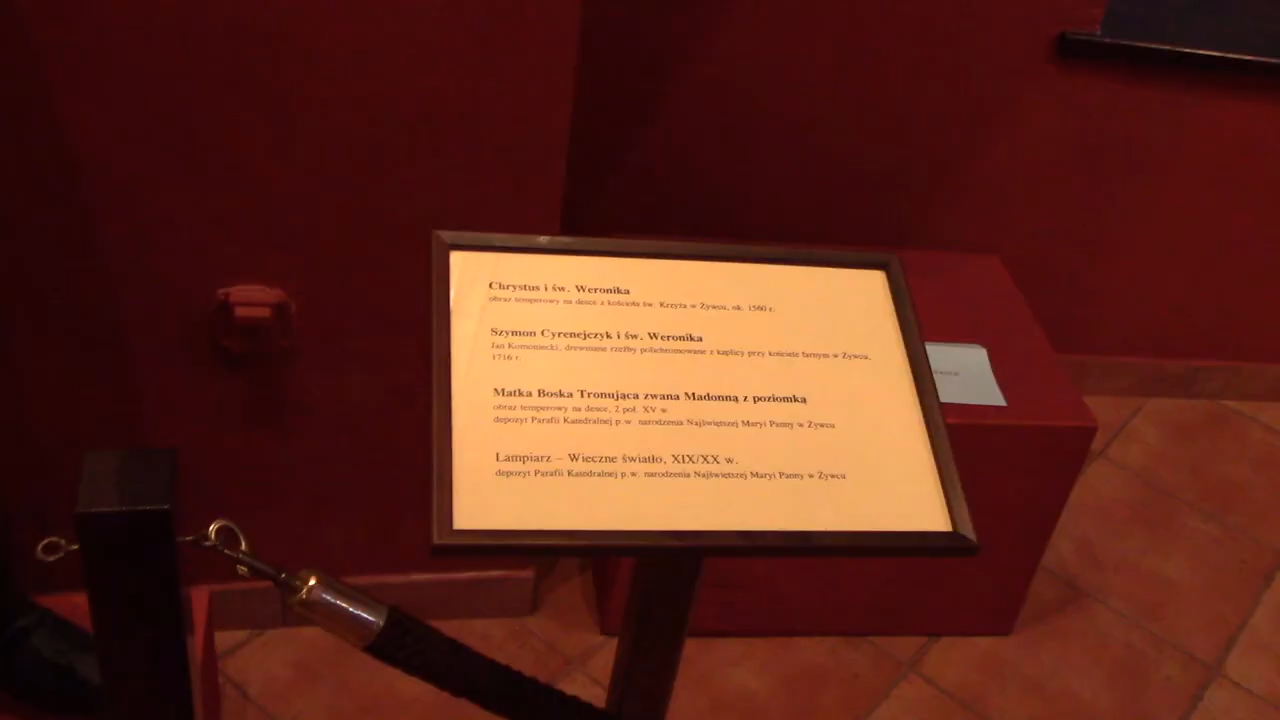 Chrystus i św. Weronika
obraz temperowy na desce z kościoła św. Krzyża w Żywcu, ok. 1560 r.
Szymon Cyrenejczyk i św. Weronika
Jan Komoniecki, drewniane rzeźby polichromowane z kaplicy przy kościele farnym w Żywcu,
1716 r.
Matka Boska Tronująca zwana Madonną z poziomką
obraz temperowy na desce, 2 poł. XV w.
depozyt Parafii Katedralnej p.w. narodzenia Najświętszej Maryi Panny w Żywcu
Lampiarz – Wieczne światło, XIX/XX w.
depozyt Parafii Katedralnej p.w. narodzenia Najświętszej Maryi Panny w Żywcu